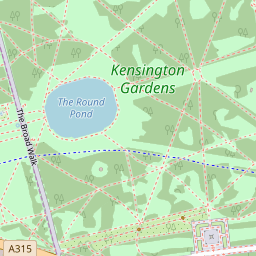 Kensington
Gardens
The Round
Pond
The Broad Walk
A315